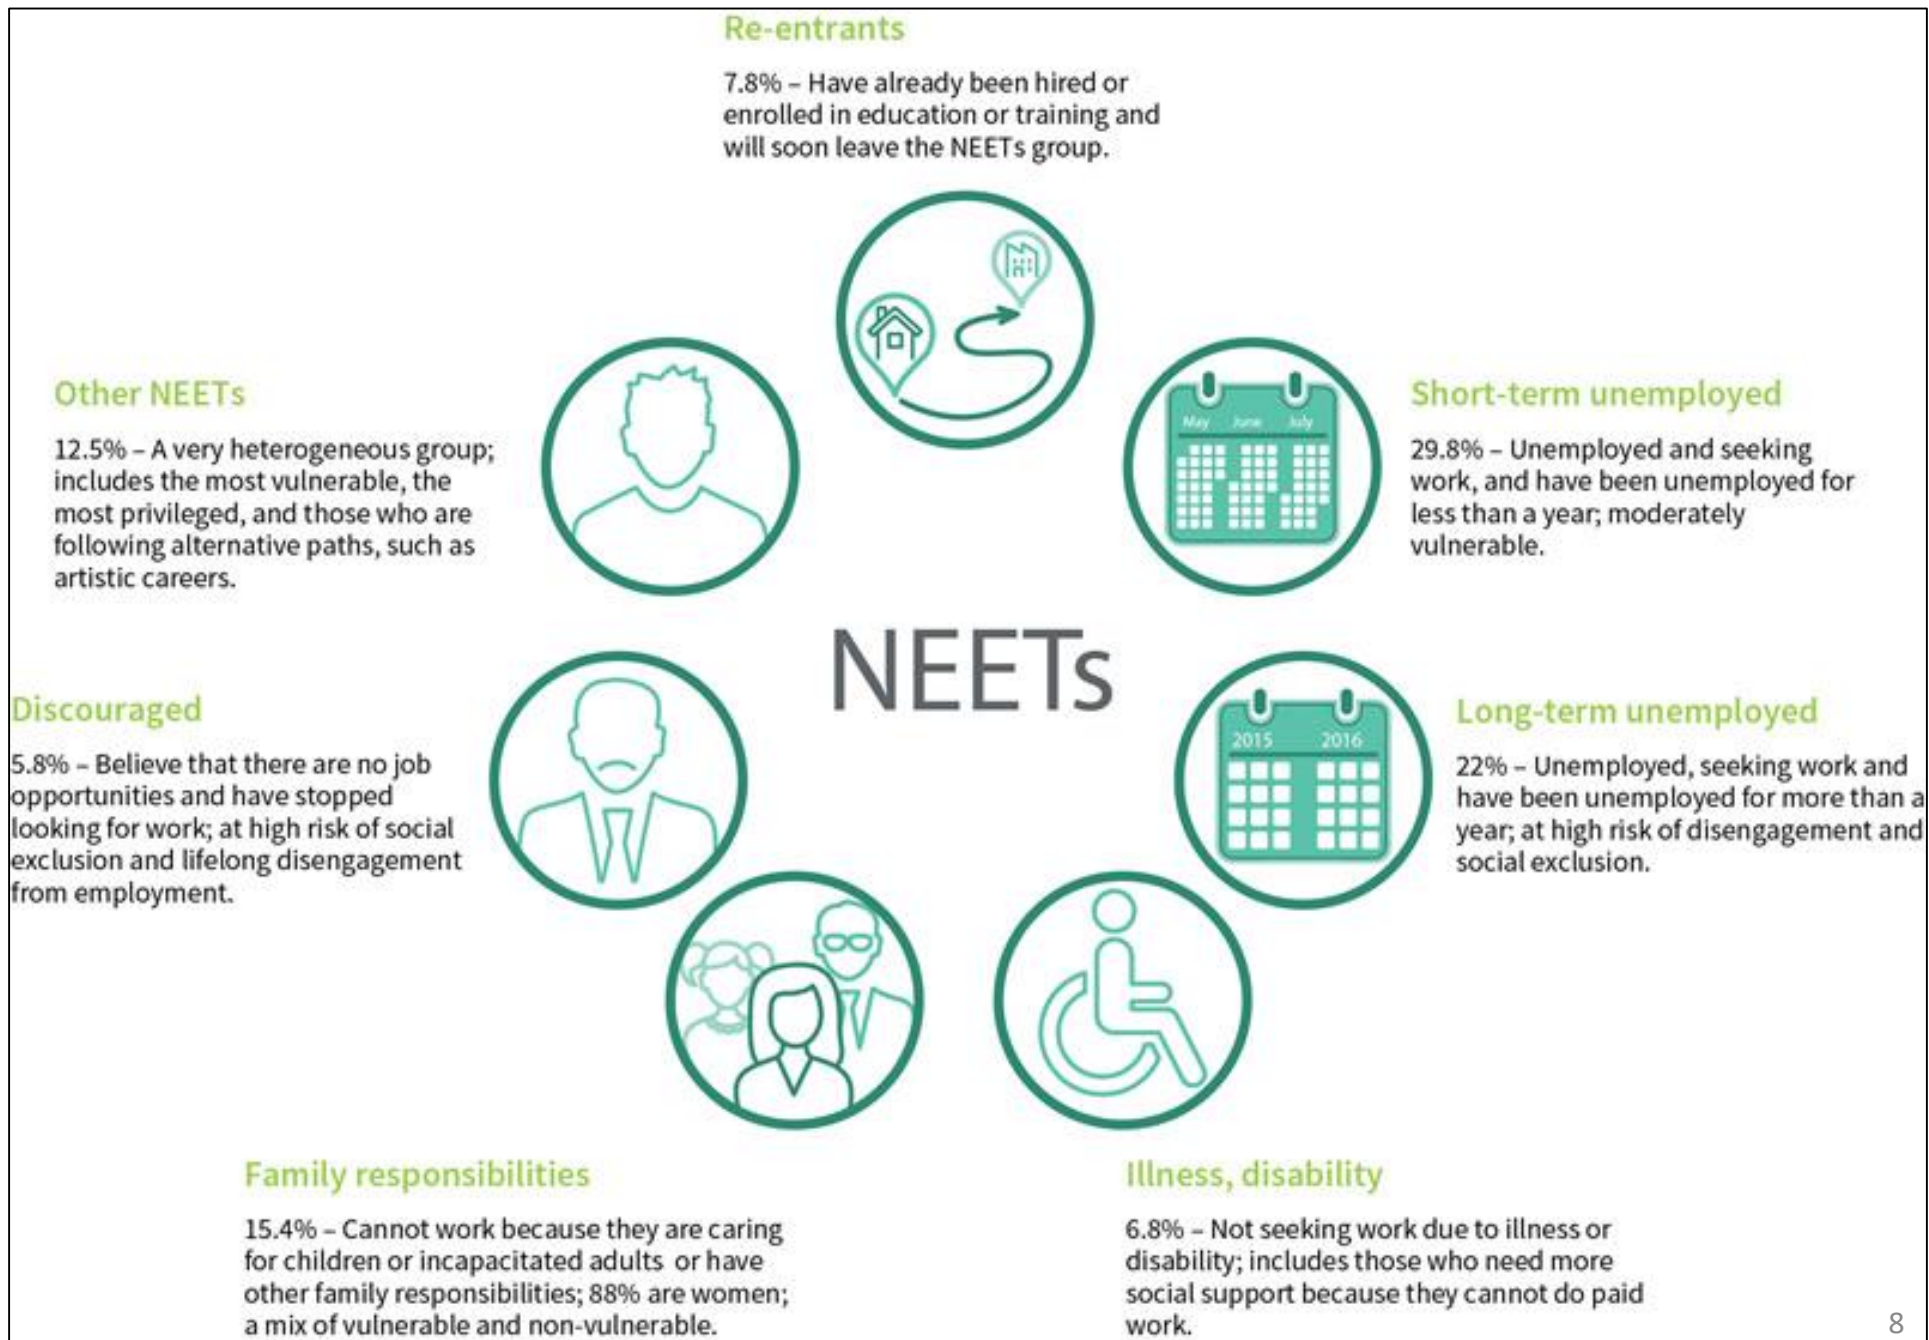 Re-entrants
7.8% – Have already been hired or
enrolled in education or training and
will soon leave the NEETs group.
Other NEETs
12.5% – A very heterogeneous group;
includes the most vulnerable, the
most privileged, and those who are
following alternative paths, such as
artistic careers.
May June July
Short-term unemployed
29.8% – Unemployed and seeking
work, and have been unemployed for
less than a year; moderately
vulnerable.
NEETs
Discouraged
5.8% – Believe that there are no job
opportunities and have stopped
looking for work; at high risk of social
exclusion and lifelong disengagement
from employment.
2015 2016
Long-term unemployed
22% – Unemployed, seeking work and
have been unemployed for more than a
year; at high risk of disengagement and
social exclusion.
Family responsibilities
15.4% – Cannot work because they are caring
for children or incapacitated adults or have
other family responsibilities; 88% are women;
a mix of vulnerable and non-vulnerable.
Illness, disability
6.8% – Not seeking work due to illness or
disability; includes those who need more
social support because they cannot do paid
work.
8